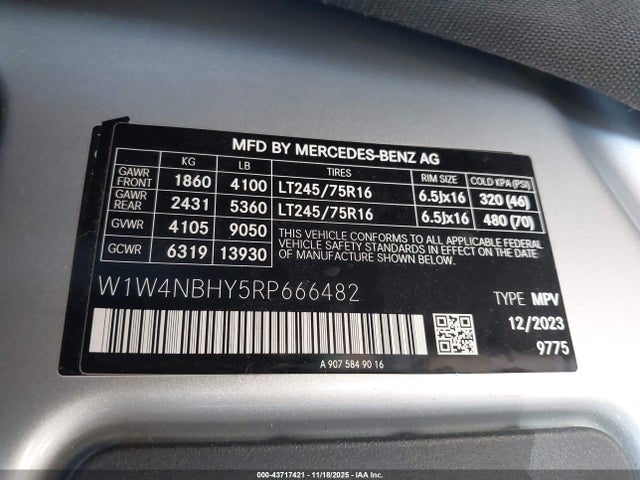 MFD BY MERCEDES-BENZ AG
KG LB TIRES RIM SIZE COLD KPA (PSI)
GAWR FRONT 1860 4100 LT245/75R16 6.5Jx16 320 (46)
GAWR REAR 2431 5360 LT245/75R16 6.5Jx16 480 (70)
GVWR 4105 9050
GCWR 6319 13930
THIS VEHICLE CONFORMS TO ALL APPLICABLE FEDERAL MOTOR
VEHICLE SAFETY STANDARDS IN EFFECT ON THE DATE OF
MANUFACTURE SHOWN ABOVE.
W1W4NBHY5RP666482 TYPE MPV
12/2023
9775
A 907 584 90 16
000-43717421 - 11/18/2025 - IAA Inc.